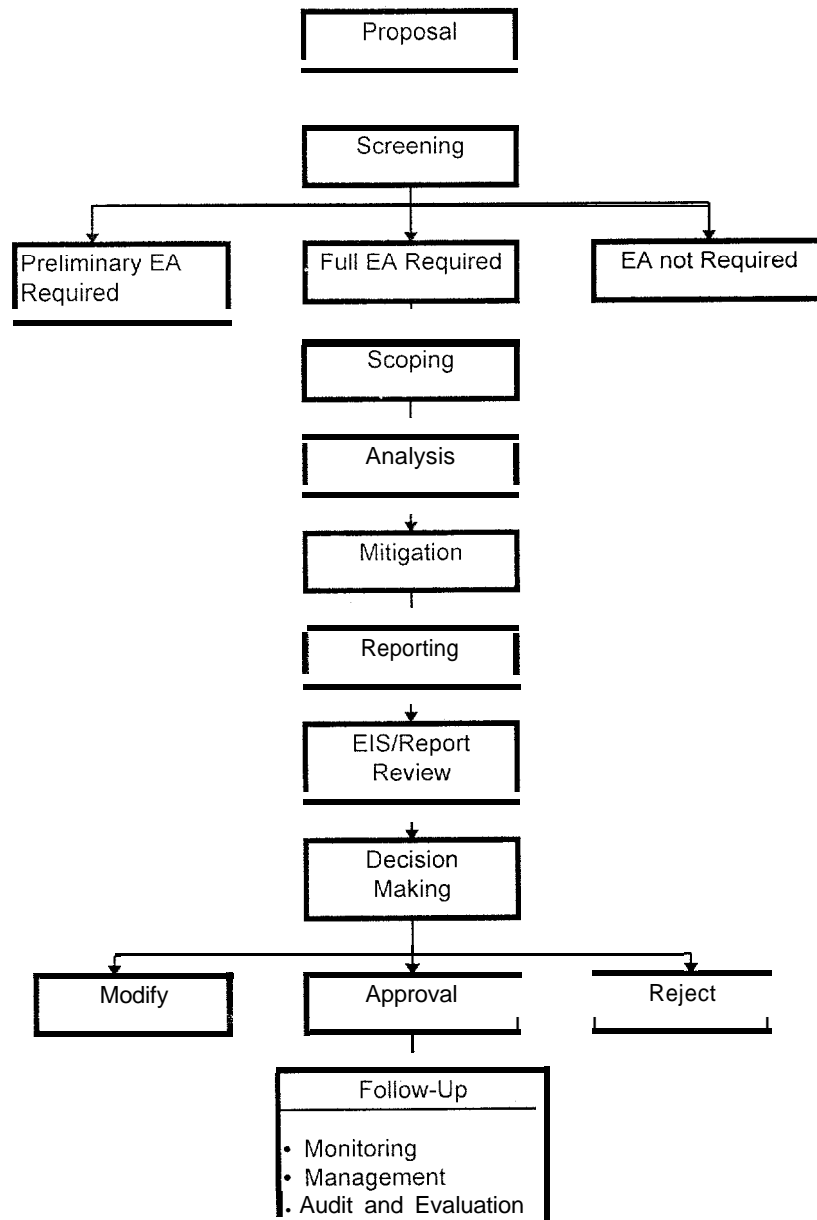 Proposal
Screening
Preliminary EA
Required
Full EA Required
EA not Required
Scoping
Analysis
Mitigation
Reporting
EIS/Report
Review
Decision
Making
Modify
Approval
Reject
Follow-Up
• Monitoring
• Management
. Audit and Evaluation